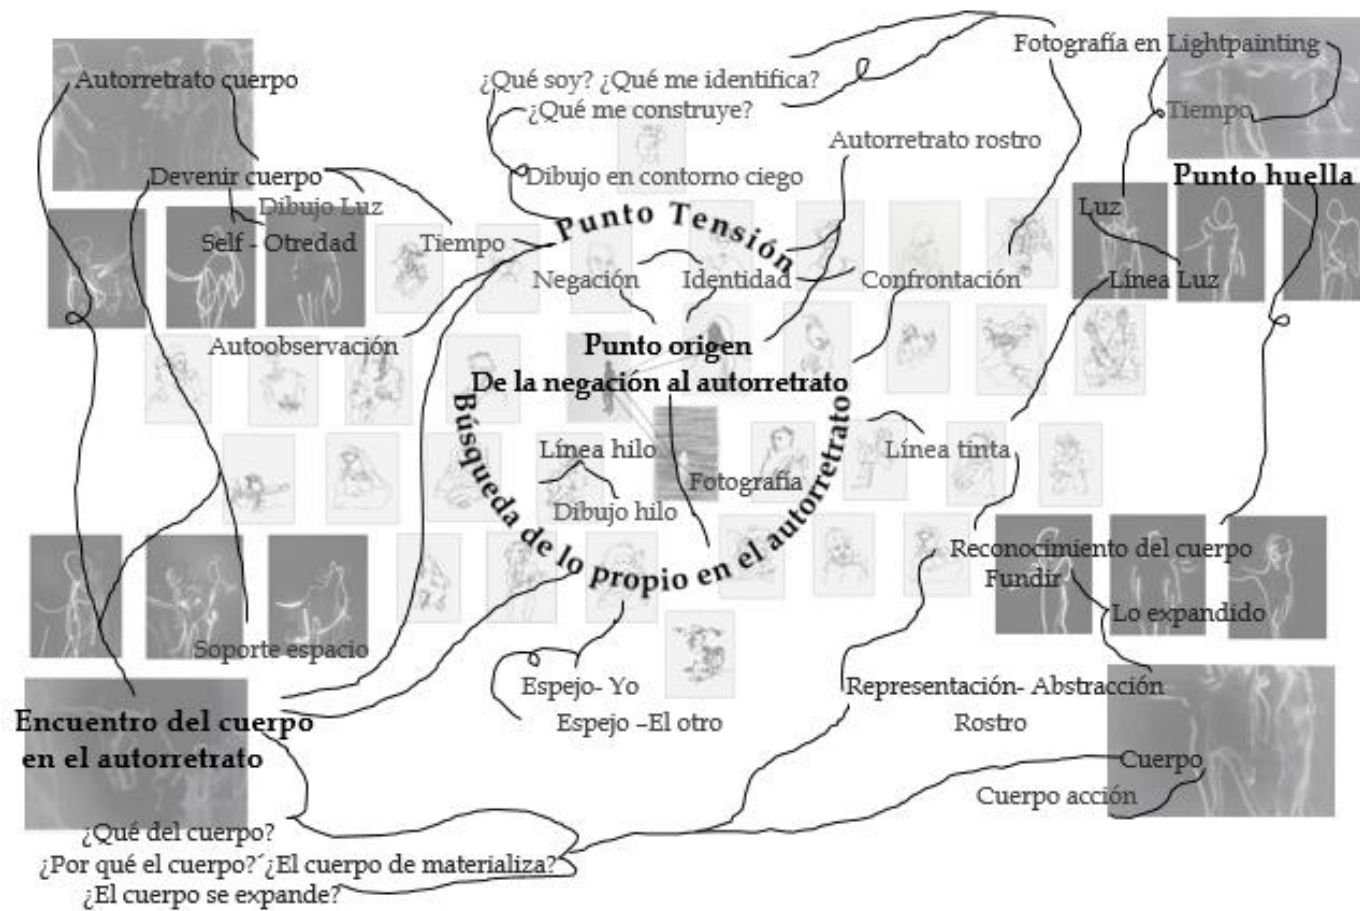 Fotografía en Lightpainting
Autorretrato cuerpo
¿Qué soy? ¿Qué me identifica?
¿Qué me construye?
Tiempo
Autorretrato rostro
Devenir cuerpo
Dibujo en contorno ciego
Punto huella
Dibujo Luz
Luz
Punto Tensión
Self - Otredad
Tiempo
Negación
Identidad
Confrontación
Línea Luz
Autoobservación
Punto origen
De la negación al autorretrato
Búsqueda de lo propio en el autorretrato
Línea hilo
Línea tinta
Fotografía
Dibujo hilo
Reconocimiento del cuerpo
Fundir
Lo expandido
Soporte espacio
Espejo- Yo
Representación- Abstracción
Espejo –El otro
Rostro
Encuentro del cuerpo
en el autorretrato
Cuerpo
Cuerpo acción
¿Qué del cuerpo?
¿Por qué el cuerpo?´¿El cuerpo de materializa?
¿El cuerpo se expande?